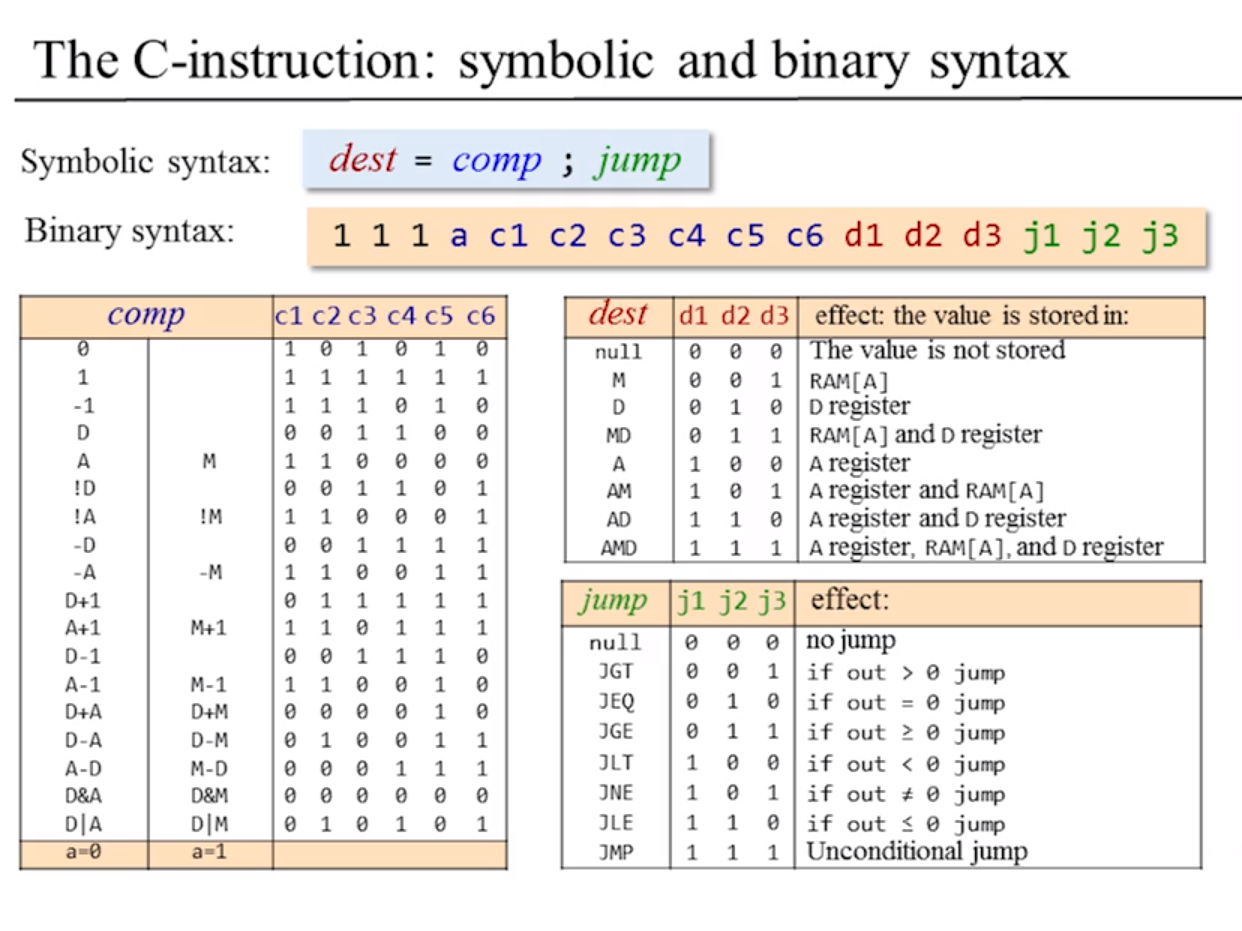 The C-instruction: symbolic and binary syntax
Symbolic syntax: dest = comp ; jump
Binary syntax: 1 1 1 a c1 c2 c3 c4 c5 c6 d1 d2 d3 j1 j2 j3
comp c1 c2 c3 c4 c5 c6
0 1 0 1 0 1 0
1 1 1 1 1 1 1
-1 1 1 1 0 1 0
D 0 0 1 1 0 0
A M 1 1 0 0 0 0
!D 0 0 1 1 0 1
!A !M 1 1 0 0 0 1
-D 0 0 1 1 1 1
-A -M 1 1 0 0 1 1
D+1 0 1 1 1 1 1
A+1 M+1 1 1 0 1 1 1
D-1 0 0 1 1 1 0
A-1 M-1 1 1 0 0 1 0
D+A D+M 0 0 0 0 1 0
D-A D-M 0 1 0 0 1 1
A-D M-D 0 0 0 1 1 1
D&A D&M 0 0 0 0 0 0
D|A D|M 0 1 0 1 0 1
a=0 a=1
dest d1 d2 d3 effect: the value is stored in:
null 0 0 0 The value is not stored
M 0 0 1 RAM[A]
D 0 1 0 D register
MD 0 1 1 RAM[A] and D register
A 1 0 0 A register
AM 1 0 1 A register and RAM[A]
AD 1 1 0 A register and D register
AMD 1 1 1 A register, RAM[A], and D register
jump j1 j2 j3 effect:
null 0 0 0 no jump
JGT 0 0 1 if out > 0 jump
JEQ 0 1 0 if out = 0 jump
JGE 0 1 1 if out ≥ 0 jump
JLT 1 0 0 if out < 0 jump
JNE 1 0 1 if out ≠ 0 jump
JLE 1 1 0 if out ≤ 0 jump
JMP 1 1 1 Unconditional jump